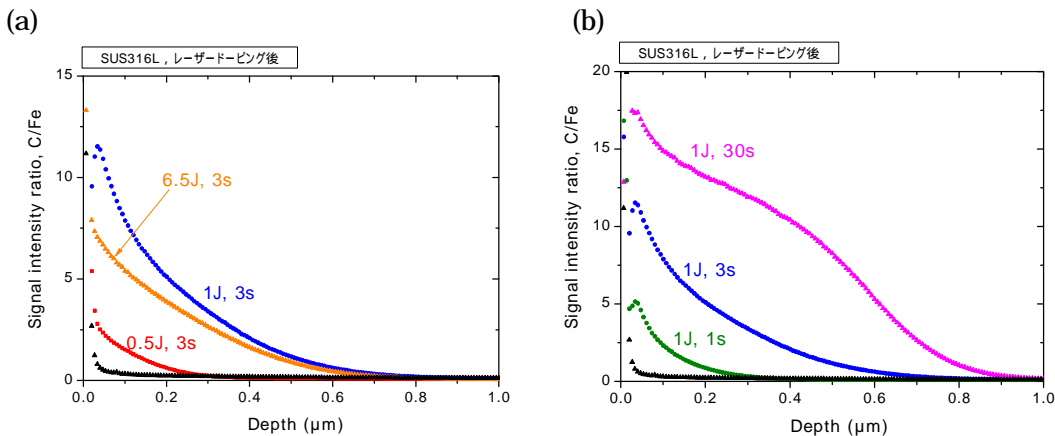 (a)
SUS316L , レーザードーピング後
15
10
5
0
0.0
0.2
0.4
0.6
0.8
1.0
Signal intensity ratio, C/Fe
Depth (μm)
6.5J, 3s
1J, 3s
0.5J, 3s
(b)
SUS316L , レーザードーピング後
20
15
10
5
0
0.0
0.2
0.4
0.6
0.8
1.0
Signal intensity ratio, C/Fe
Depth (μm)
1J, 30s
1J, 3s
1J, 1s